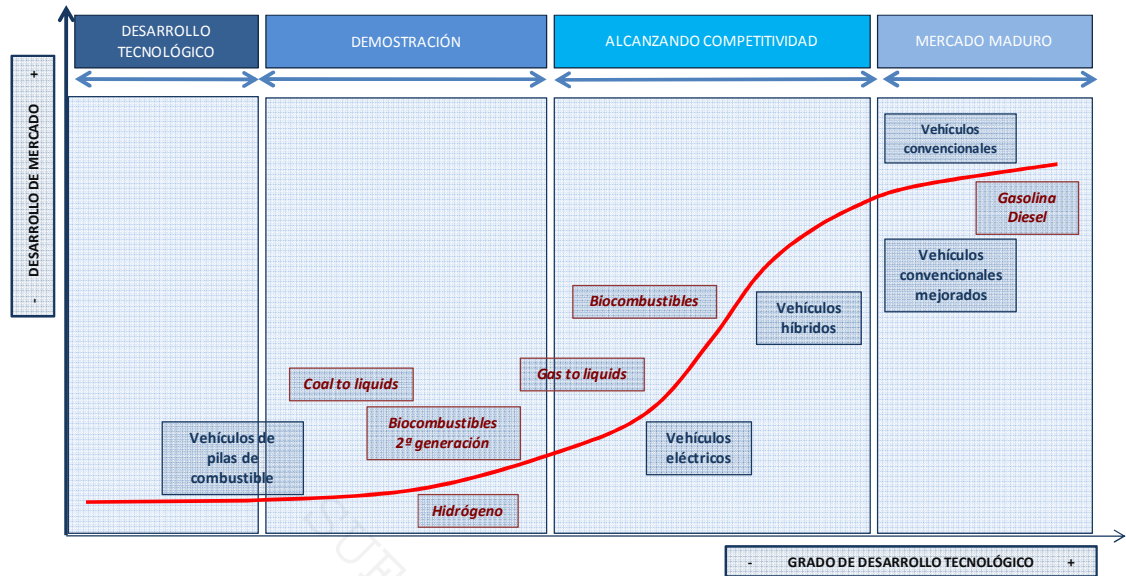 DESARROLLO
TECNOLÓGICO
DEMOSTRACIÓN
ALCANZANDO COMPETITIVIDAD
MERCADO MADURO
- DESARROLLO DE MERCADO +
Vehículos
convencionales
Gasolina
Diesel
Vehículos
convencionales
mejorados
Biocombustibles
Vehículos
híbridos
Gas to liquids
Coal to liquids
Biocombustibles
2ª generación
Vehículos de
pilas de
combustible
Vehículos
eléctricos
Hidrógeno
- GRADO DE DESARROLLO TECNOLÓGICO +